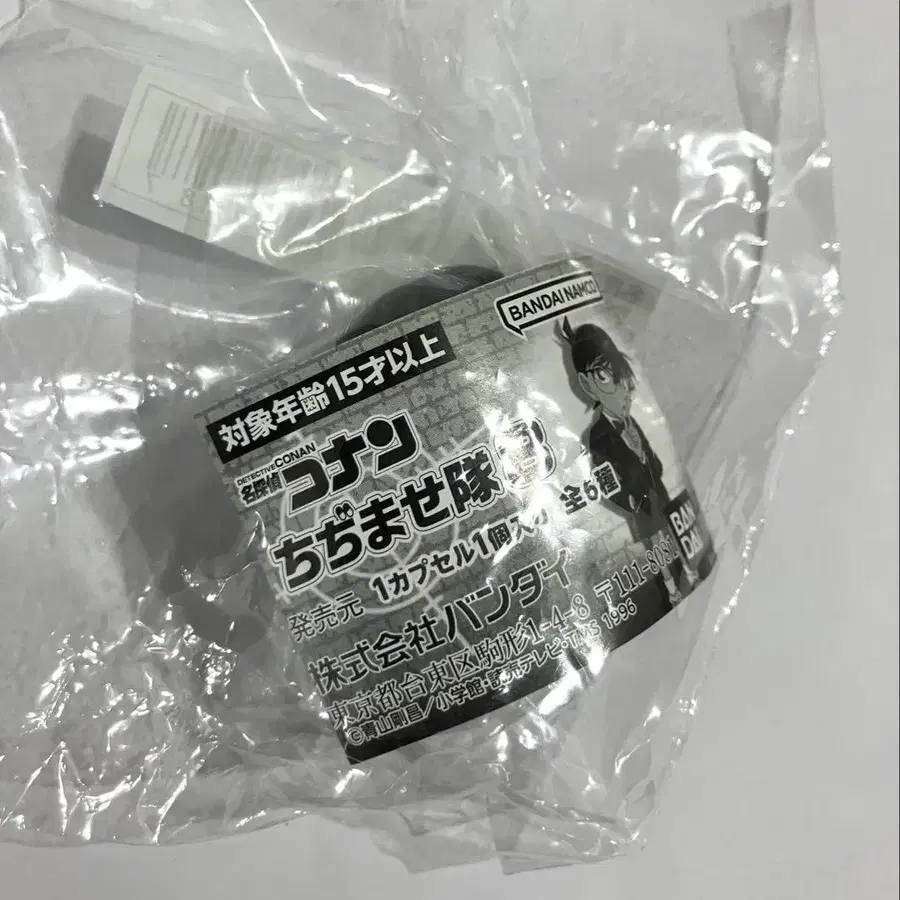 BANDAI NAMCO
対象年齢15才以上
DETECTIVE CONAN
名探偵コナン
ちぢませ隊
1カプセル1個入り 全6種
BAN
DAI
発売元
株式会社バンダイ
東京都台東区駒形1-4-8 〒111-8081
©青山剛昌/小学館・読売テレビ・TMS 1996